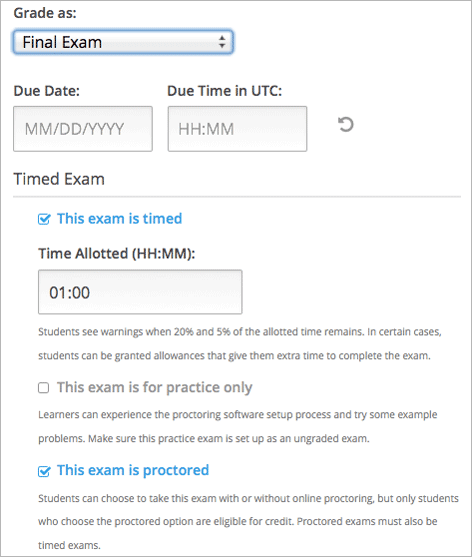 Grade as:
Final Exam
Due Date: Due Time in UTC:
MM/DD/YYYY HH:MM
Timed Exam
This exam is timed
Time Allotted (HH:MM):
01:00
Students see warnings when 20% and 5% of the allotted time remains. In certain cases,
students can be granted allowances that give them extra time to complete the exam.
This exam is for practice only
Learners can experience the proctoring software setup process and try some example
problems. Make sure this practice exam is set up as an ungraded exam.
This exam is proctored
Students can choose to take this exam with or without online proctoring, but only students
who choose the proctored option are eligible for credit. Proctored exams must also be
timed exams.